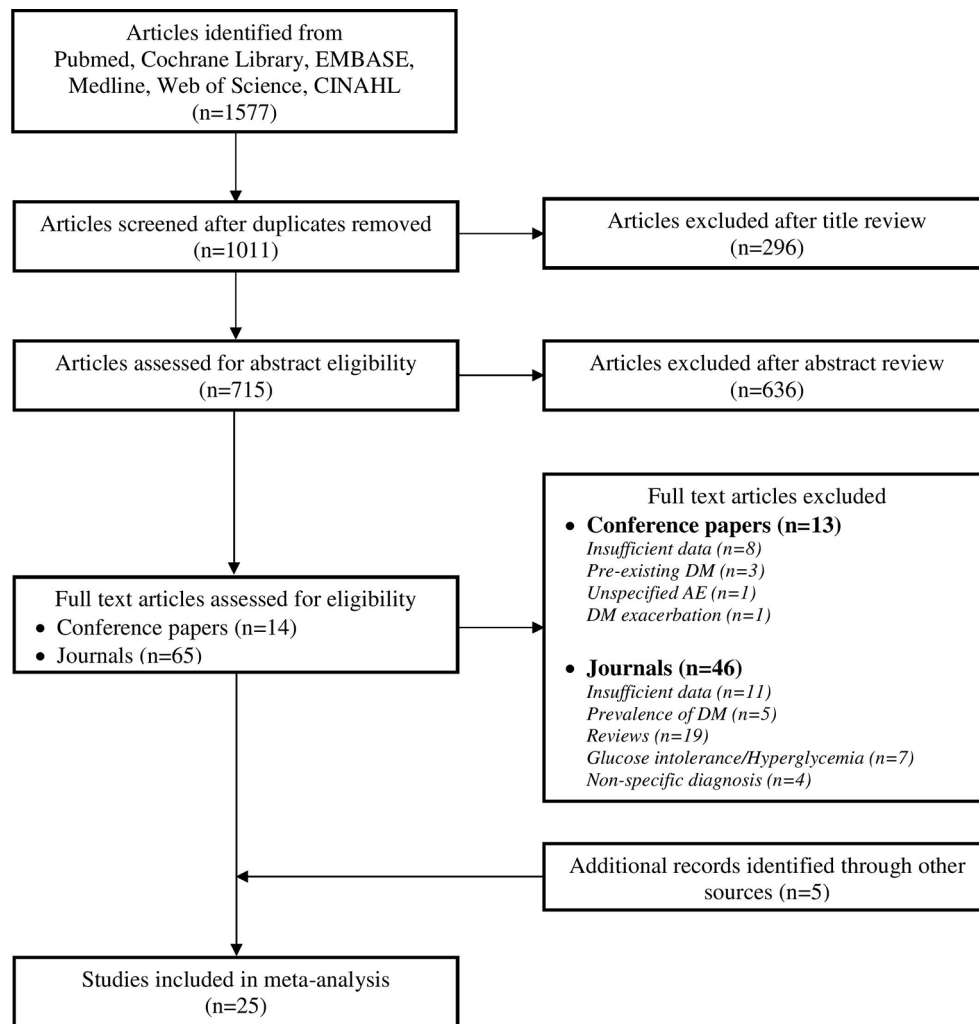 Articles identified from
Pubmed, Cochrane Library, EMBASE,
Medline, Web of Science, CINAHL
(n=1577)
Articles screened after duplicates removed
(n=1011)
Articles excluded after title review
(n=296)
Articles assessed for abstract eligibility
(n=715)
Articles excluded after abstract review
(n=636)
Full text articles assessed for eligibility
• Conference papers (n=14)
• Journals (n=65)
Full text articles excluded
• Conference papers (n=13)
Insufficient data (n=8)
Pre-existing DM (n=3)
Unspecified AE (n=1)
DM exacerbation (n=1)
• Journals (n=46)
Insufficient data (n=11)
Prevalence of DM (n=5)
Reviews (n=19)
Glucose intolerance/Hyperglycemia (n=7)
Non-specific diagnosis (n=4)
Additional records identified through other
sources (n=5)
Studies included in meta-analysis
(n=25)